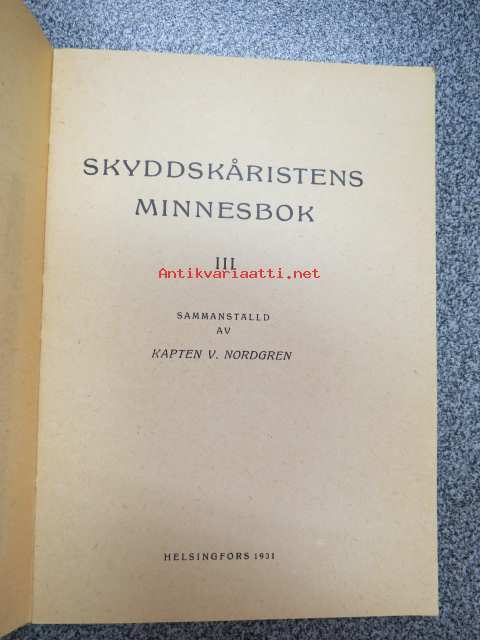 SKYDDSKÅRISTENS
MINNESBOK
III
Antikvariaatti.net
SAMMANSTÄLLD
AV
KAPTEN V. NORDGREN
HELSINGFORS 1931